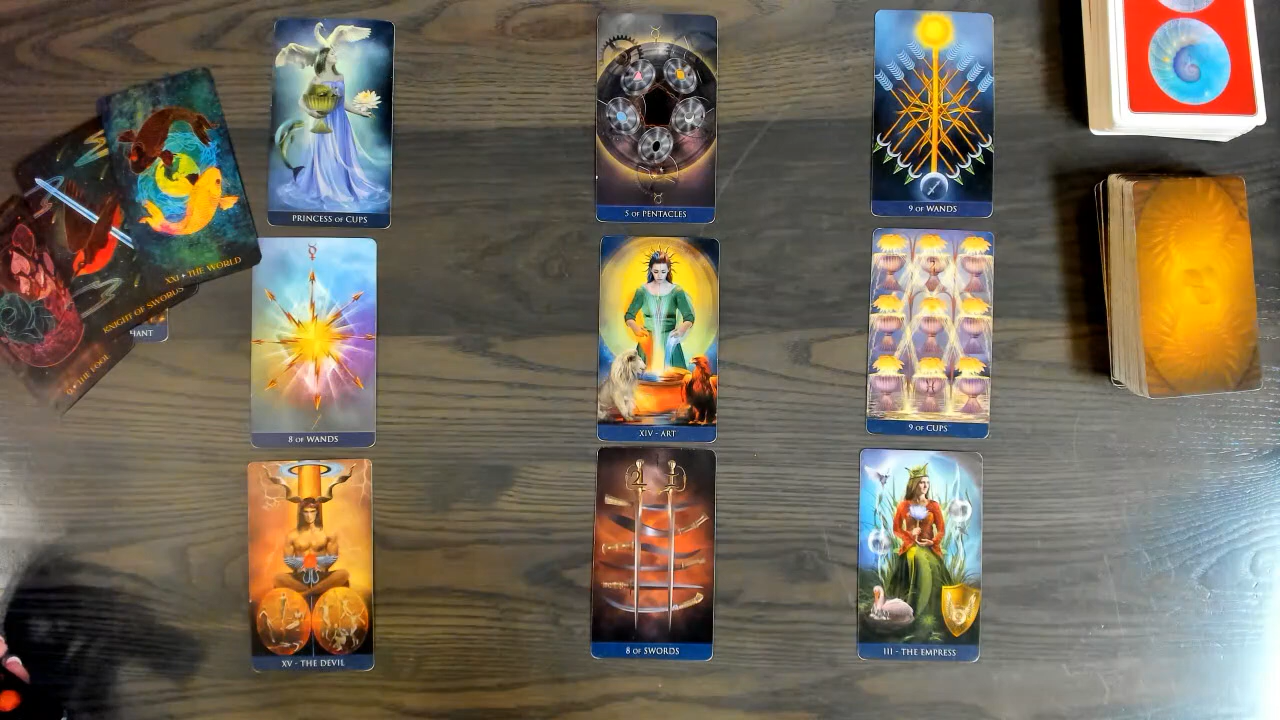 PRINCESS OF CUPS
5 OF PENTACLES
9 OF WANDS
XXI • THE WORLD
KNIGHT OF SWORDS
HANT
0 • THE FOOL
8 OF WANDS
XIV - ART
9 OF CUPS
XV - THE DEVIL
8 OF SWORDS
III - THE EMPRESS